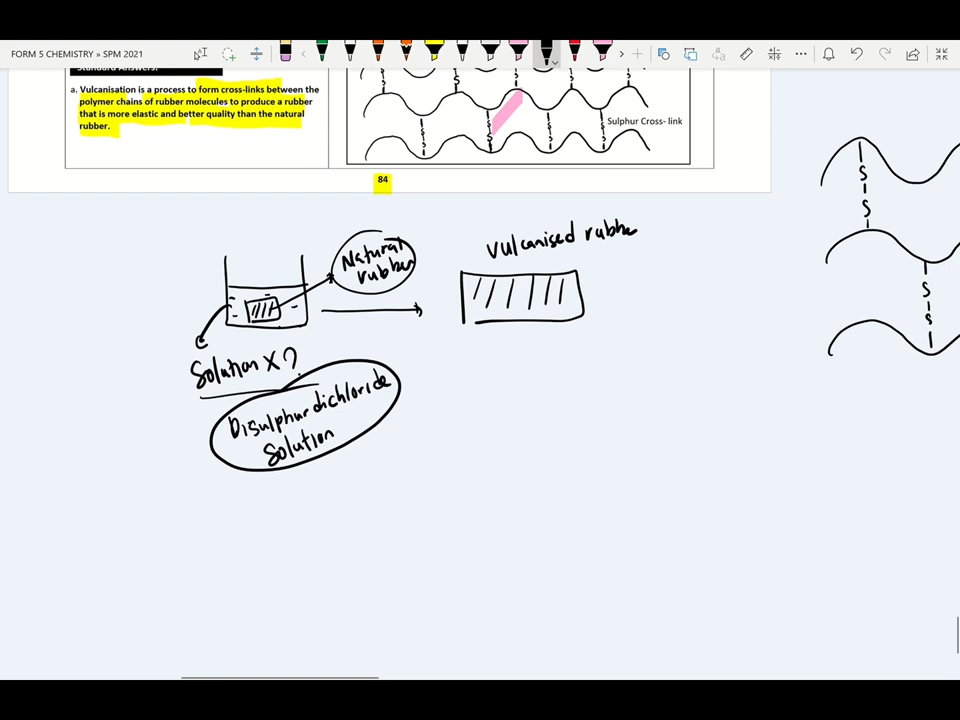 FORM 5 CHEMISTRY » SPM 2021
Standard Answers:
a. Vulcanisation is a process to form cross-links between the
polymer chains of rubber molecules to produce a rubber
that is more elastic and better quality than the natural
rubber.
S
S
S
S
S
S
S
S
S
S
Sulphur Cross- link
84
Natural
rubber
Vulcanised rubber
Solution X?
Disulphur dichloride
Solution
S
S
S
S